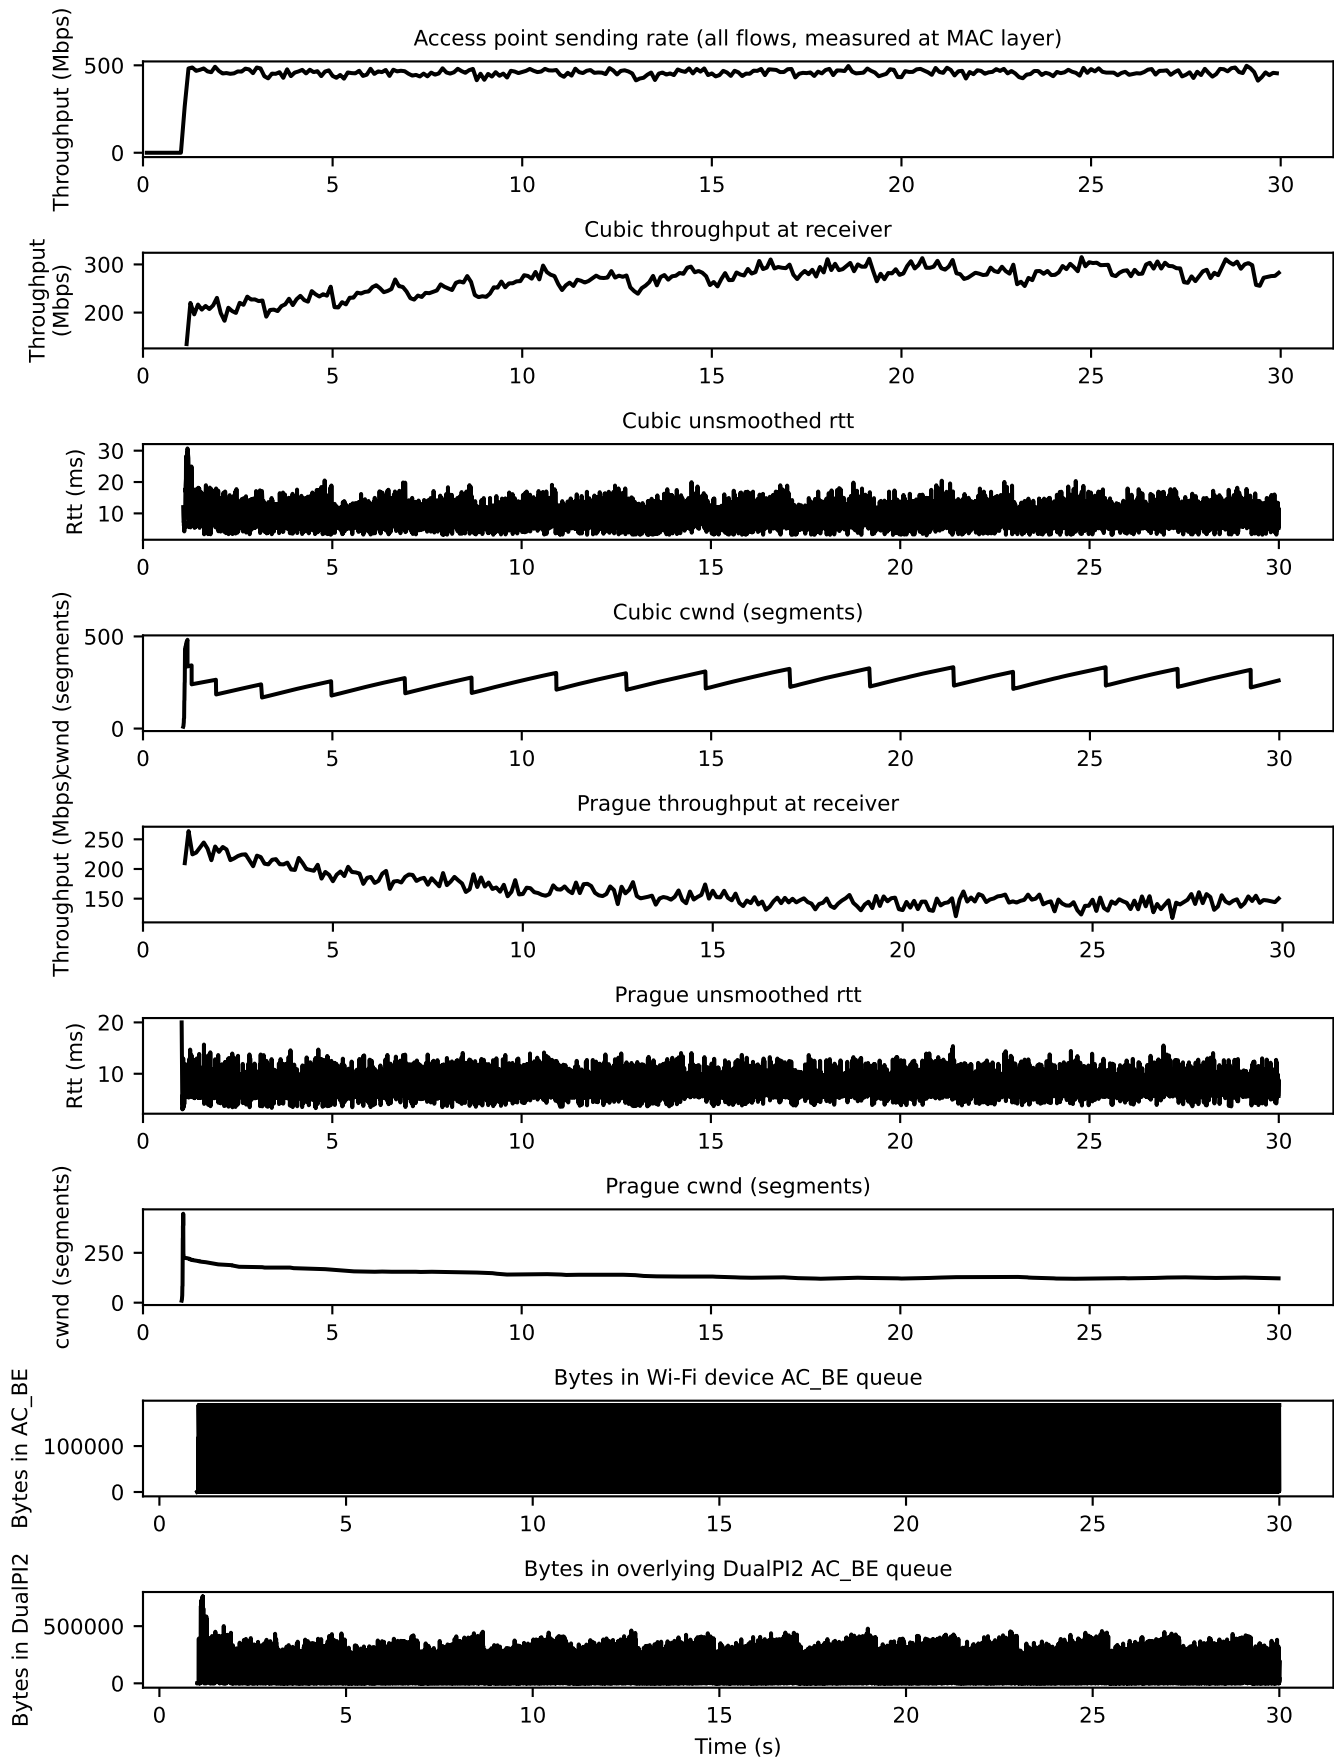 Access point sending rate (all flows, measured at MAC layer)
Throughput (Mbps)
500
0
0 5 10 15 20 25 30
Cubic throughput at receiver
Throughput
(Mbps)
300
200
0 5 10 15 20 25 30
Cubic unsmoothed rtt
Rtt (ms)
30
20
10
0 5 10 15 20 25 30
Cubic cwnd (segments)
cwnd (segments)
500
0
0 5 10 15 20 25 30
Prague throughput at receiver
Throughput (Mbps)
250
200
150
0 5 10 15 20 25 30
Prague unsmoothed rtt
Rtt (ms)
20
10
0 5 10 15 20 25 30
Prague cwnd (segments)
cwnd (segments)
250
0
0 5 10 15 20 25 30
Bytes in Wi-Fi device AC_BE queue
Bytes in AC_BE
100000
0
0 5 10 15 20 25 30
Bytes in overlying DualPI2 AC_BE queue
Bytes in DualPI2
500000
0
0 5 10 15 20 25 30
Time (s)